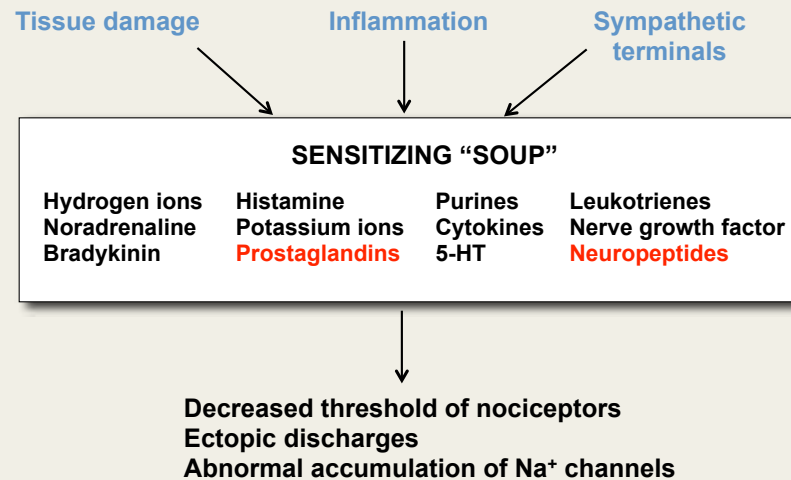 Tissue damage
Inflammation
Sympathetic
terminals
SENSITIZING “SOUP”
Hydrogen ions Histamine Purines Leukotrienes
Noradrenaline Potassium ions Cytokines Nerve growth factor
Bradykinin Prostaglandins 5-HT Neuropeptides
Decreased threshold of nociceptors
Ectopic discharges
Abnormal accumulation of Na⁺ channels